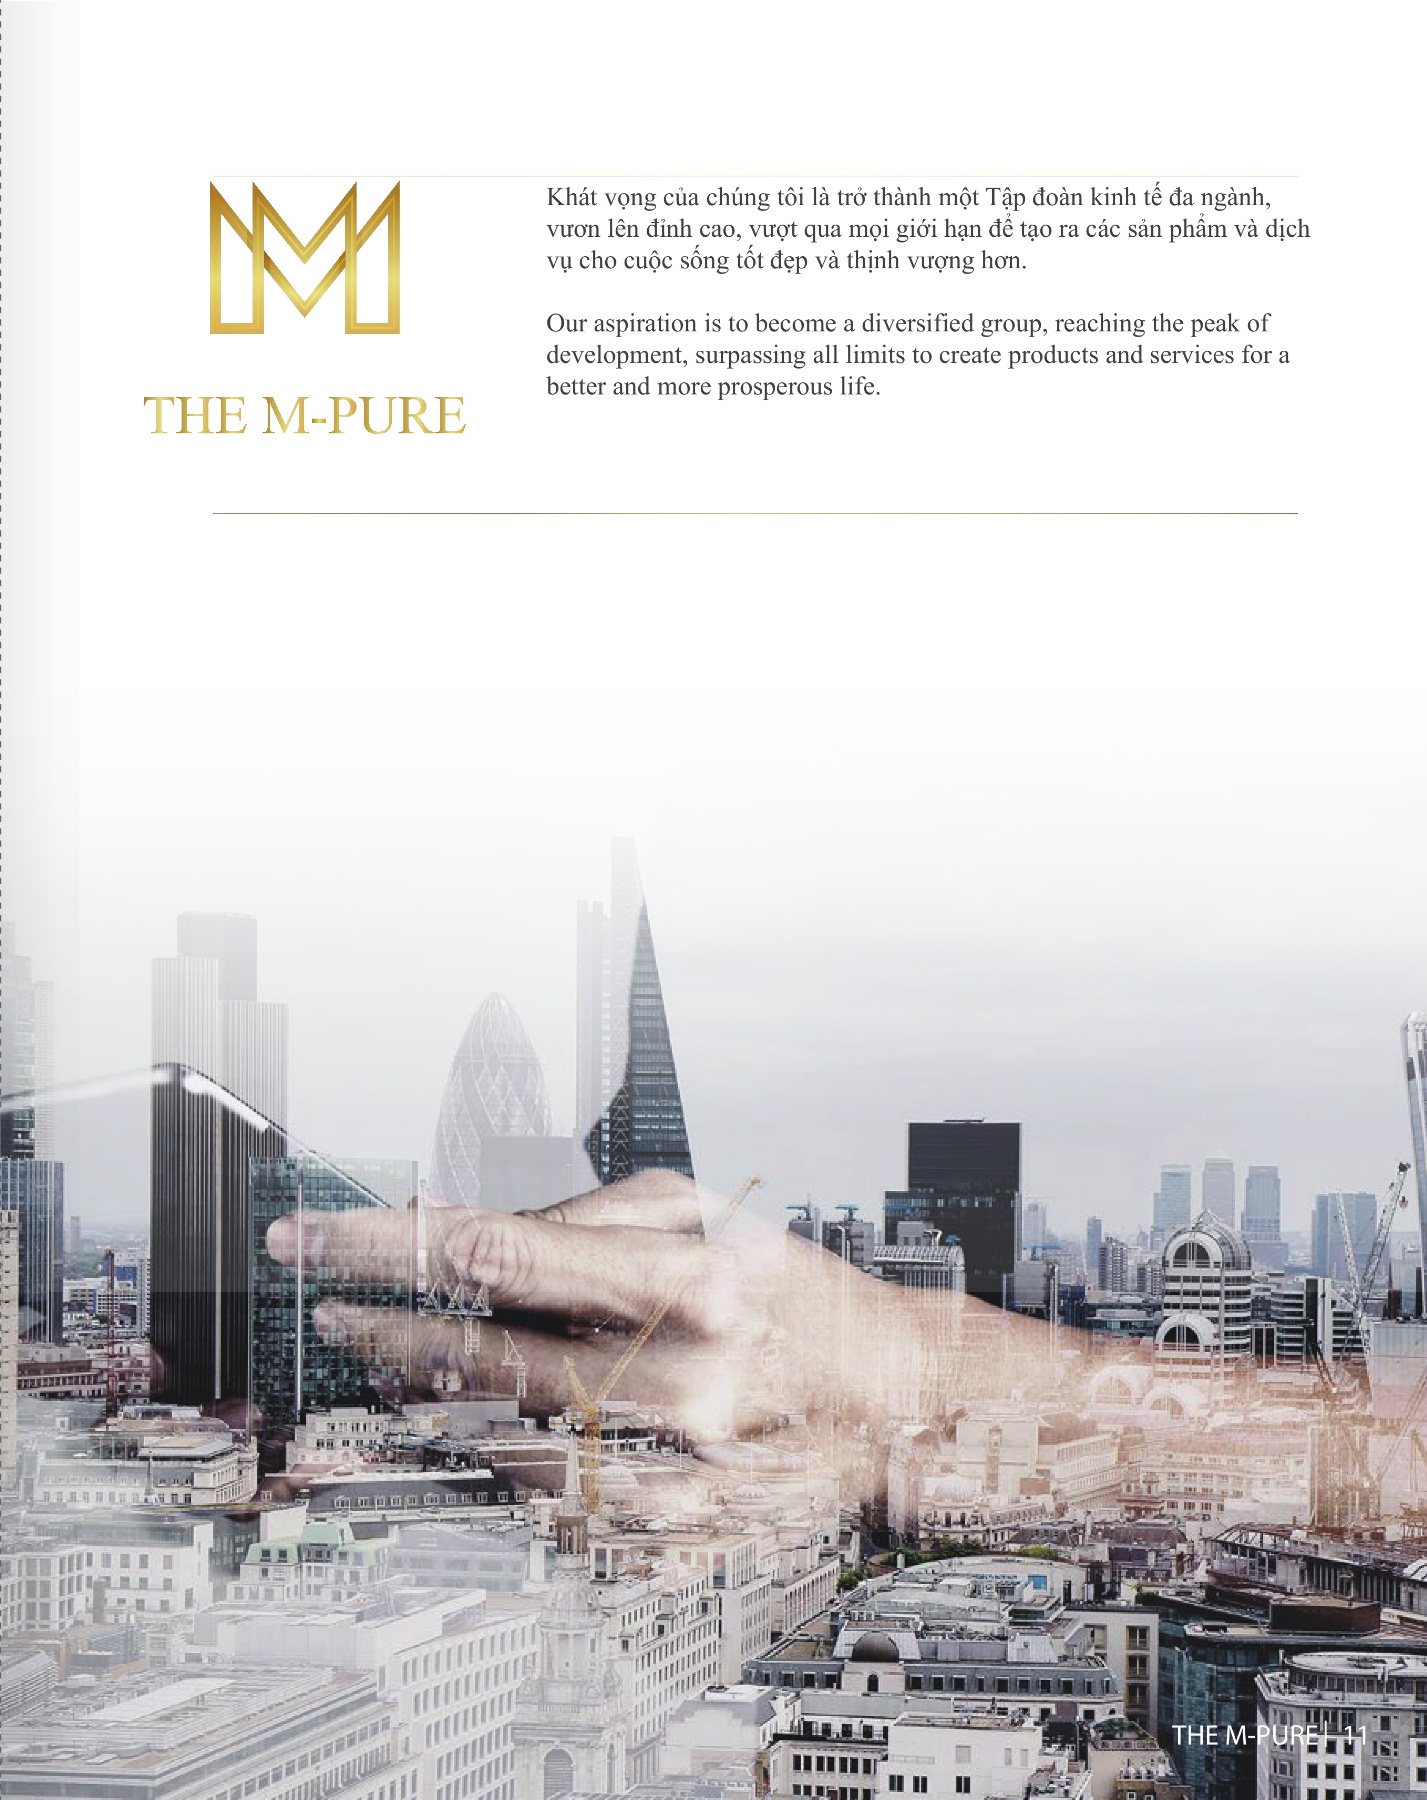 THE M-PURE
Khát vọng của chúng tôi là trở thành một Tập đoàn kinh tế đa ngành,
vươn lên đỉnh cao, vượt qua mọi giới hạn để tạo ra các sản phẩm và dịch
vụ cho cuộc sống tốt đẹp và thịnh vượng hơn.
Our aspiration is to become a diversified group, reaching the peak of
development, surpassing all limits to create products and services for a
better and more prosperous life.
THE M-PURE| 11